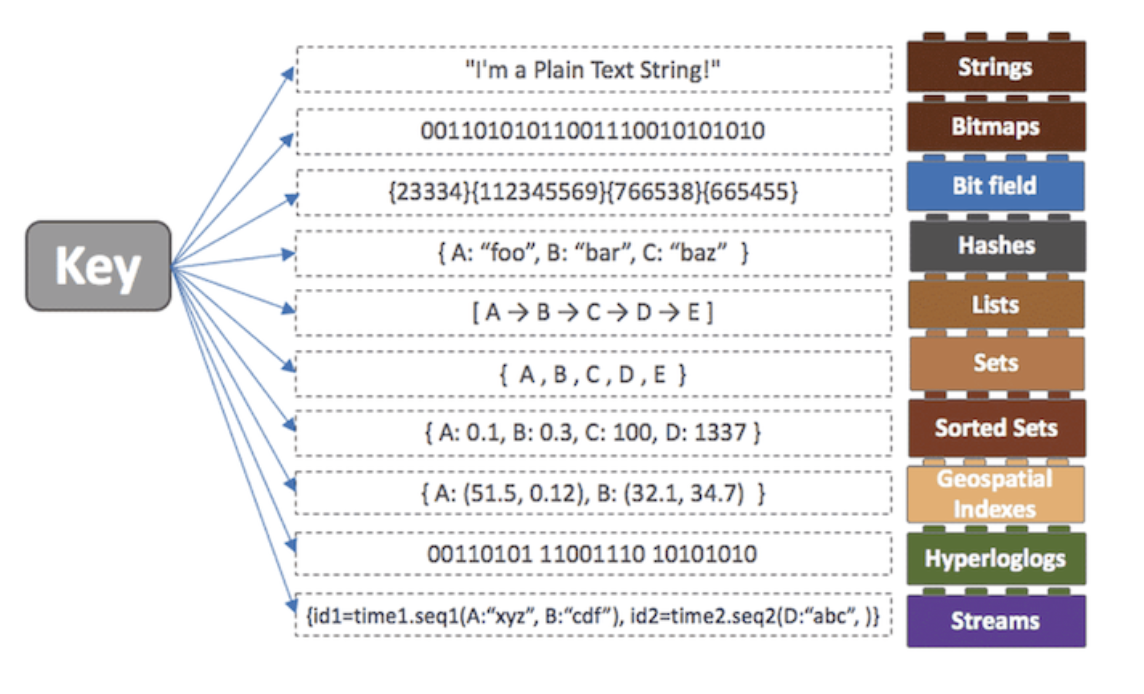 "I'm a Plain Text String!"
Strings
00110101011001110010101010
Bitmaps
{23334}{112345569}{766538}{665455}
Bit field
Key
{ A: “foo”, B: “bar”, C: “baz” }
Hashes
[ A → B → C → D → E ]
Lists
{ A , B , C , D , E }
Sets
{ A: 0.1, B: 0.3, C: 100, D: 1337 }
Sorted Sets
{ A: (51.5, 0.12), B: (32.1, 34.7) }
Geospatial
Indexes
00110101 11001110 10101010
Hyperloglogs
{id1=time1.seq1(A:“xyz”, B:“cdf”), id2=time2.seq2(D:“abc”, )}
Streams